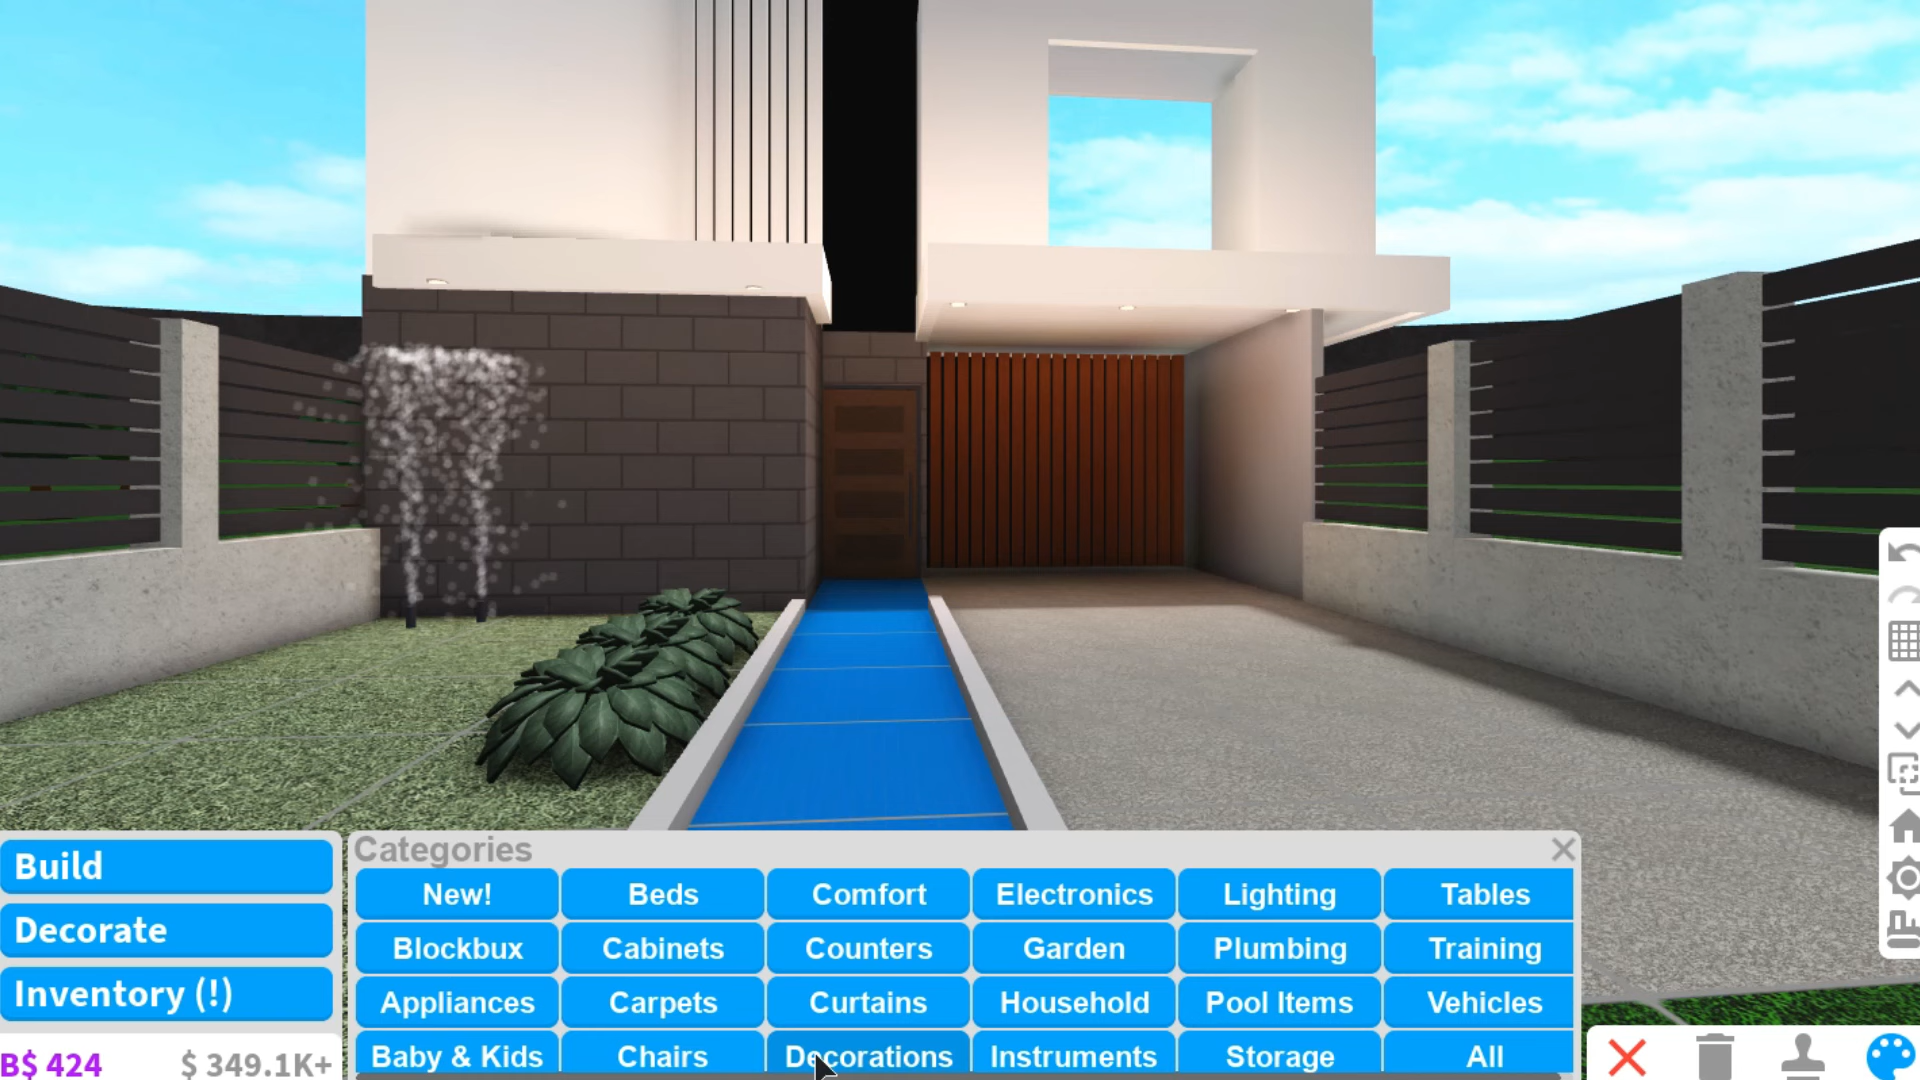 Categories
Build
New! Beds Comfort Electronics Lighting Tables
Decorate
Blockbux Cabinets Counters Garden Plumbing Training
Inventory (!)
Appliances Carpets Curtains Household Pool Items Vehicles
B$ 424 $ 349.1K+
Baby & Kids Chairs Decorations Instruments Storage All